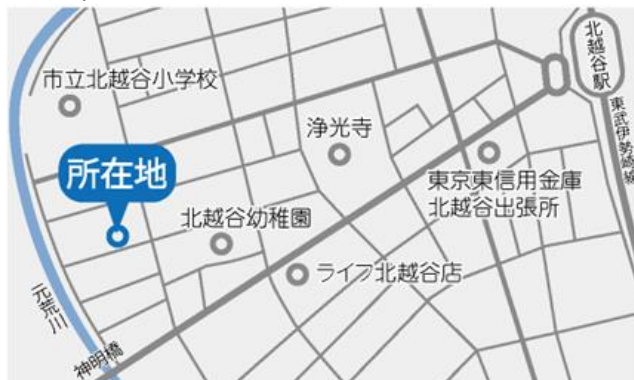 北越谷駅
東武伊勢崎線
市立北越谷小学校
浄光寺
所在地
東京東信用金庫
北越谷出張所
北越谷幼稚園
ライフ北越谷店
元荒川
神明橋